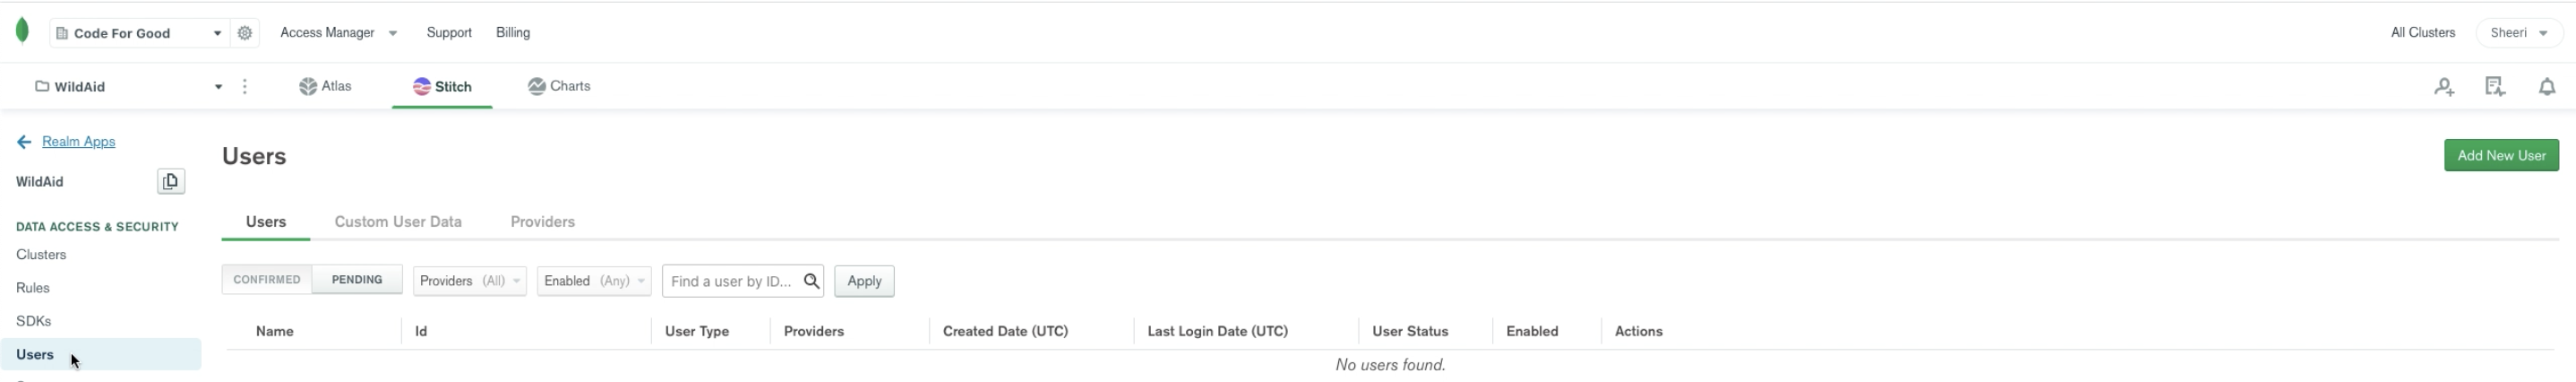 Code For Good Access Manager Support Billing All Clusters Sheeri
WildAid Atlas Stitch Charts
Realm Apps
WildAid
DATA ACCESS & SECURITY
Clusters
Rules
SDKs
Users
Users
Add New User
Users Custom User Data Providers
CONFIRMED PENDING Providers (All) Enabled (Any) Find a user by ID... Apply
Name Id User Type Providers Created Date (UTC) Last Login Date (UTC) User Status Enabled Actions
No users found.